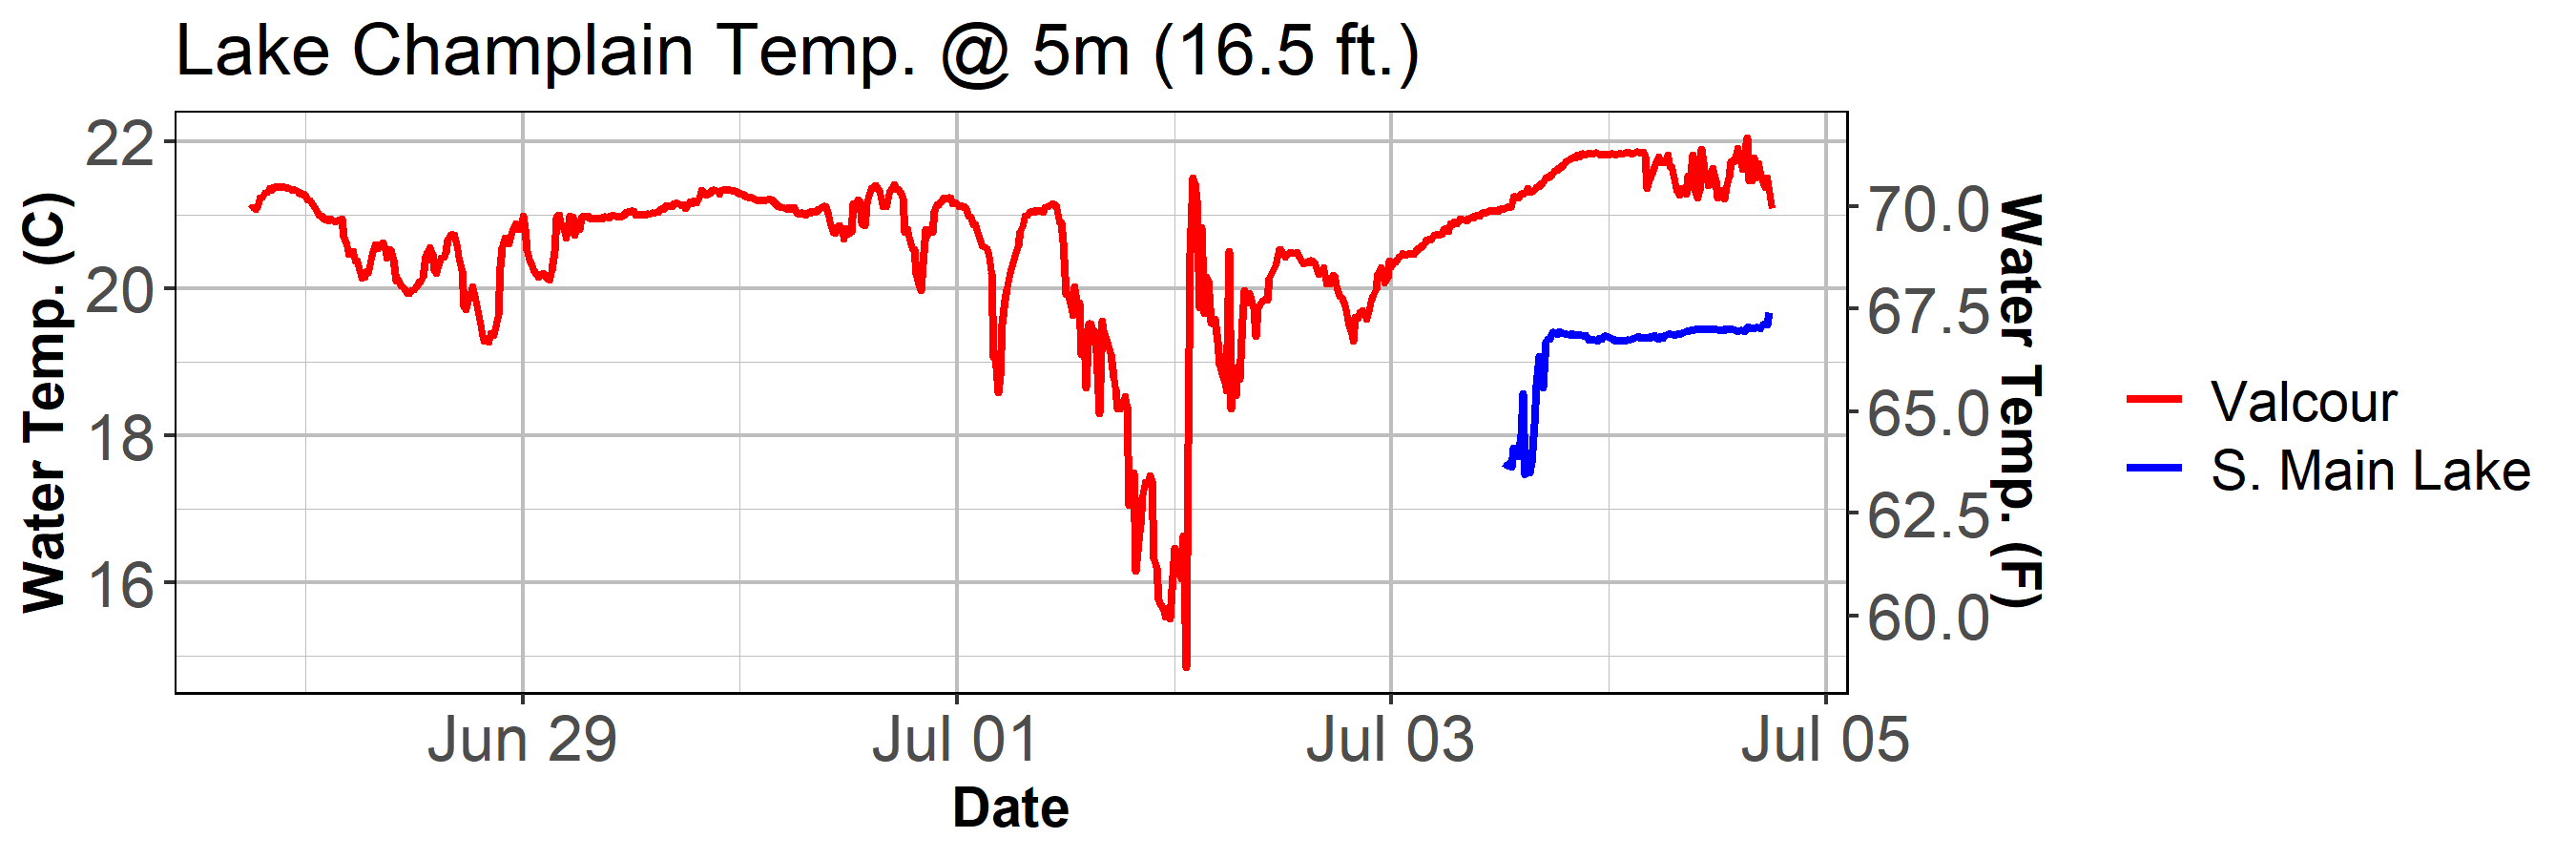 Lake Champlain Temp. @ 5m (16.5 ft.)
Water Temp. (C)
22
20
18
16
70.0
67.5
65.0
62.5
60.0
Water Temp. (F)
Valcour
S. Main Lake
Jun 29
Jul 01
Jul 03
Jul 05
Date